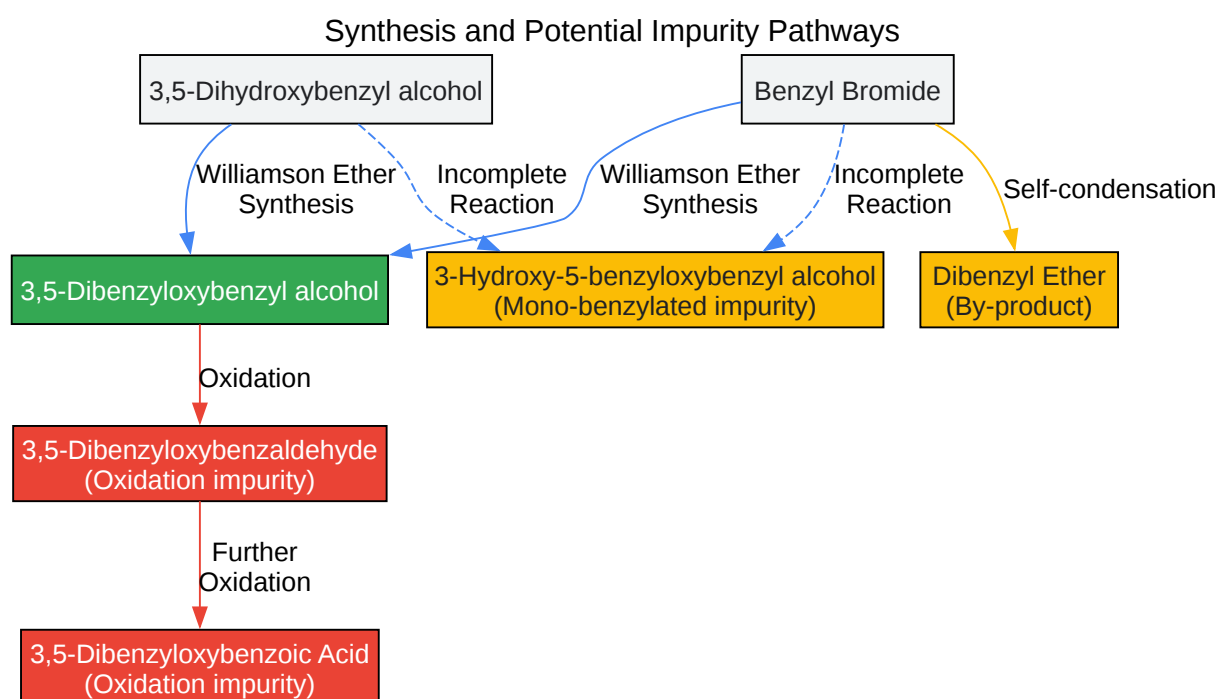 Synthesis and Potential Impurity Pathways
3,5-Dihydroxybenzyl alcohol
Benzyl Bromide
Williamson Ether
Synthesis
Incomplete
Reaction
Williamson Ether
Synthesis
Incomplete
Reaction
Self-condensation
3,5-Dibenzyloxybenzyl alcohol
3-Hydroxy-5-benzyloxybenzyl alcohol
(Mono-benzylated impurity)
Dibenzyl Ether
(By-product)
Oxidation
3,5-Dibenzyloxybenzaldehyde
(Oxidation impurity)
Further
Oxidation
3,5-Dibenzyloxybenzoic Acid
(Oxidation impurity)